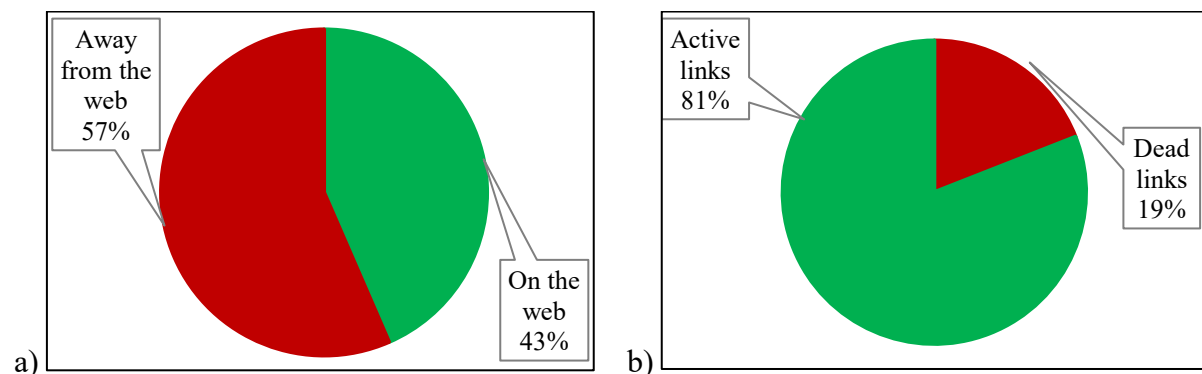 Away
from the
web
57%
On the
web
43%
a)
Active
links
81%
Dead
links
19%
b)